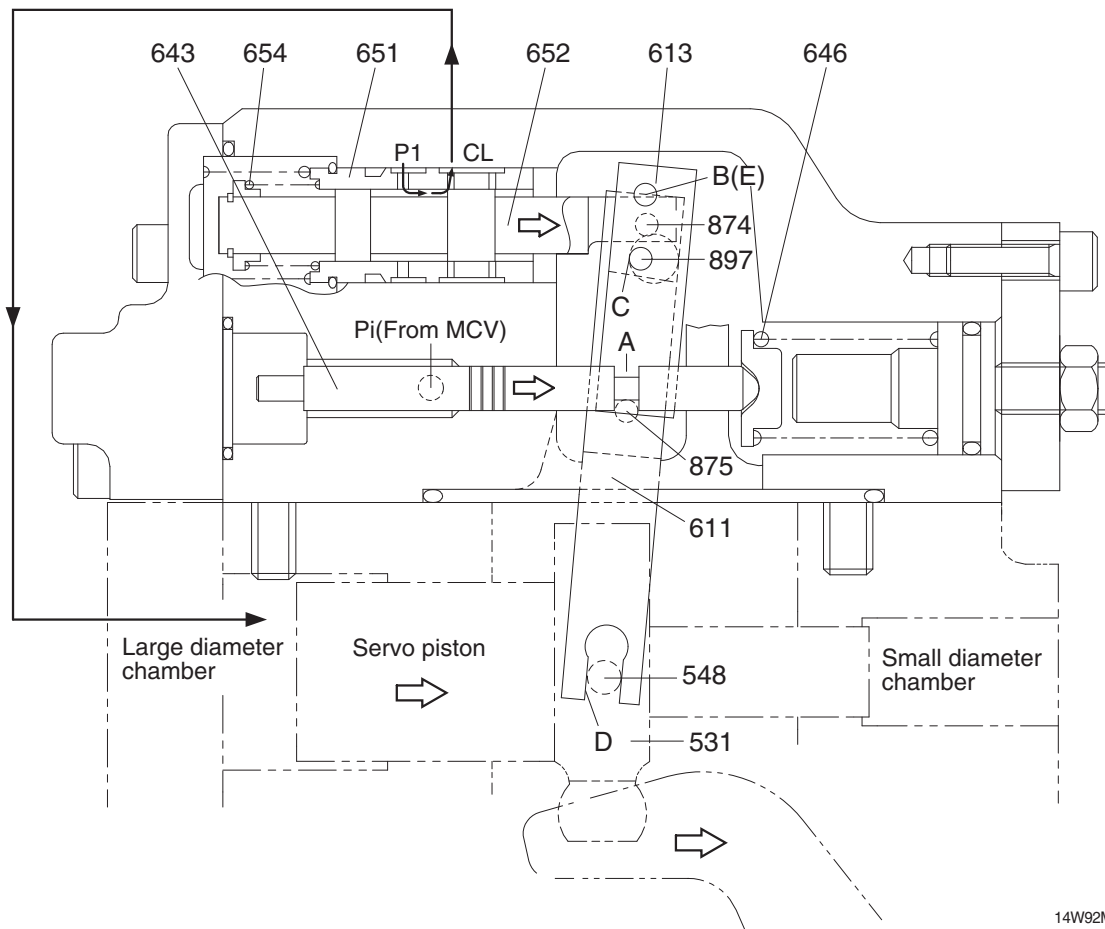 643
654
651
652
613
646
P1
CL
B(E)
874
897
C
Pi(From MCV)
A
875
611
Large diameter
chamber
Servo piston
548
Small diameter
chamber
D
531
14W92M